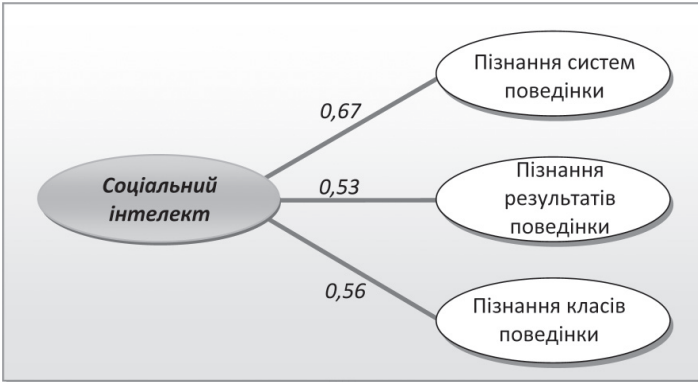 Пізнання систем
поведінки
0,67
Соціальний
інтелект
0,53
Пізнання
результатів
поведінки
0,56
Пізнання класів
поведінки